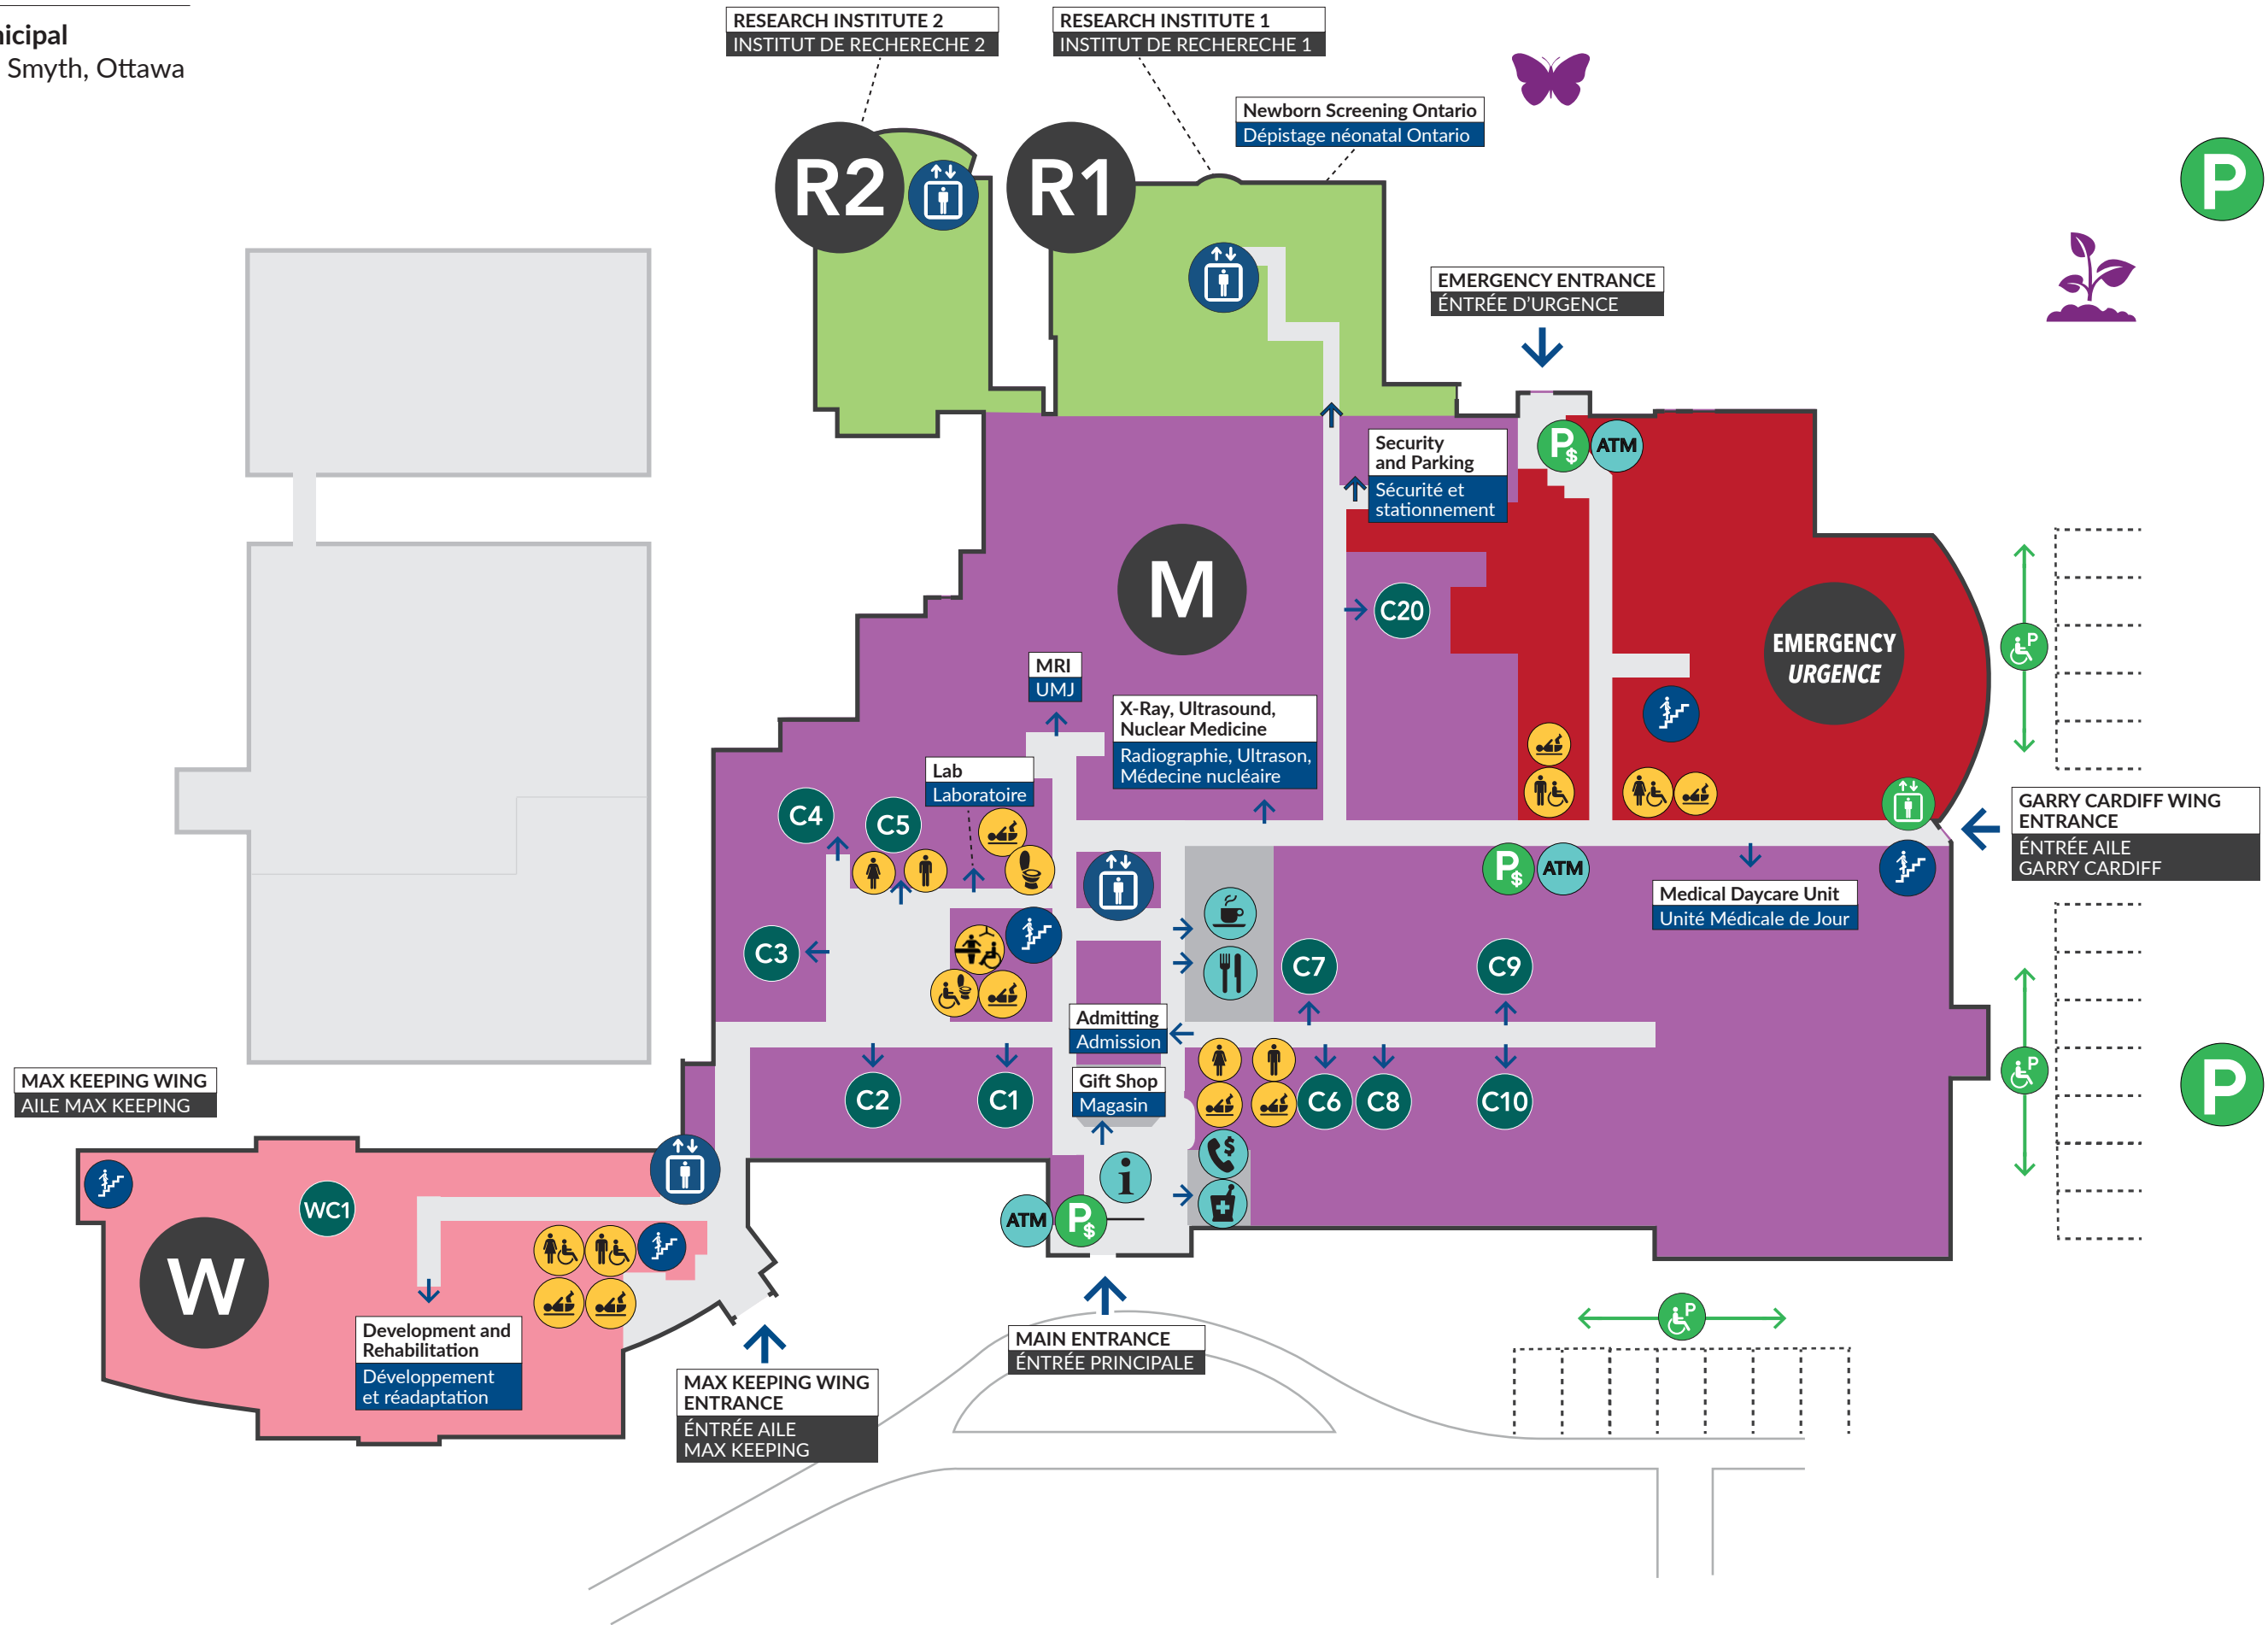 nicipal
Smyth, Ottawa
RESEARCH INSTITUTE 2
INSTITUT DE RECHERECHE 2
RESEARCH INSTITUTE 1
INSTITUT DE RECHERECHE 1
Newborn Screening Ontario
Dépistage néonatal Ontario
R2
R1
P
EMERGENCY ENTRANCE
ÉNTRÉE D'URGENCE
Security
and Parking
Sécurité et
stationnement
P$
ATM
M
C20
EMERGENCY
URGENCE
P
MRI
UMJ
X-Ray, Ultrasound,
Nuclear Medicine
Radiographie, Ultrason,
Médecine nucléaire
Lab
Laboratoire
C4
C5
GARRY CARDIFF WING
ENTRANCE
ÉNTRÉE AILE
GARRY CARDIFF
P$
ATM
Medical Daycare Unit
Unité Médicale de Jour
C3
C7
C9
Admitting
Admission
MAX KEEPING WING
AILE MAX KEEPING
Gift Shop
Magasin
C2
C1
C6
C8
C10
P
P
$
i
WC1
ATM
P$
W
Development and
Rehabilitation
Développement
et réadaptation
MAX KEEPING WING
ENTRANCE
ÉNTRÉE AILE
MAX KEEPING
MAIN ENTRANCE
ÉNTRÉE PRINCIPALE
P